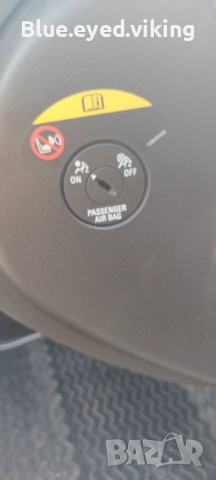 Blue.eyed.viking
ON
OFF
PASSENGER
AIR BAG
BAZAR